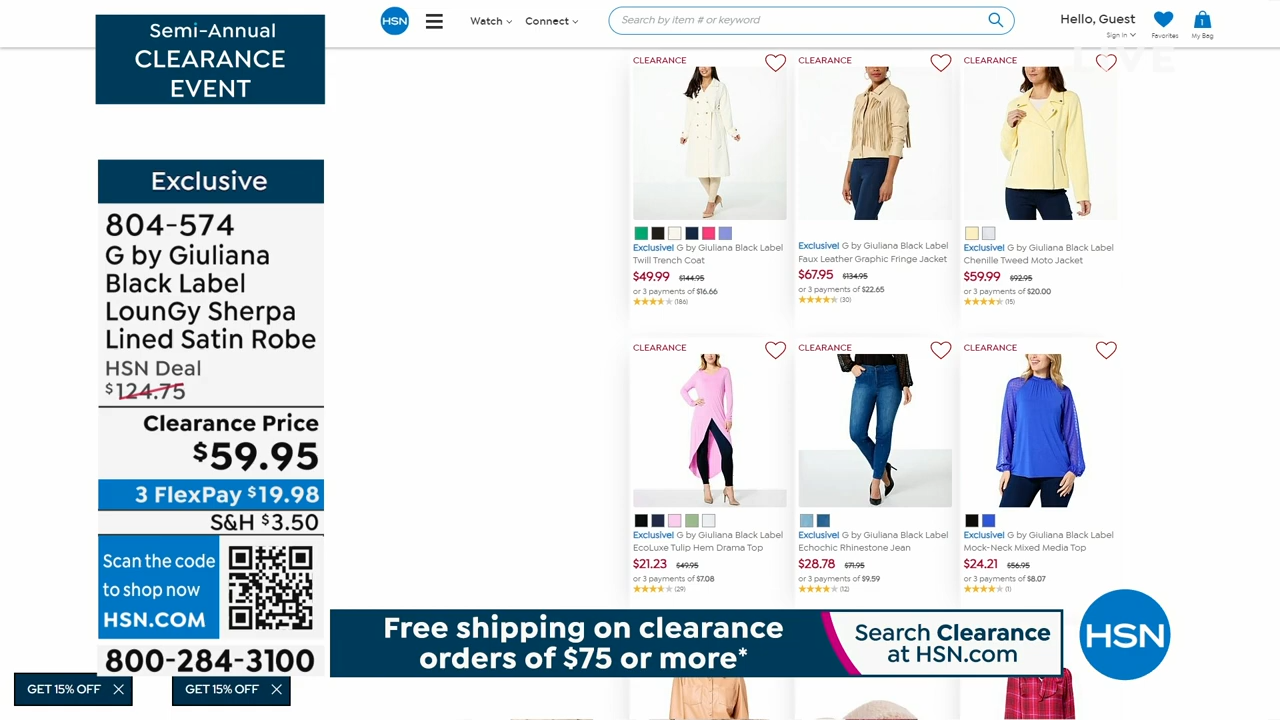 Semi-Annual
CLEARANCE
EVENT
HSN
Watch
Connect
Search by item # or keyword
Hello, Guest
Sign In
Favorites
1
My Bag
LIVE
Exclusive
804-574
G by Giuliana
Black Label
LounGy Sherpa
Lined Satin Robe
HSN Deal
$124.75
Clearance Price
$59.95
3 FlexPay $19.98
S&H $3.50
Scan the code
to shop now
HSN.COM
800-284-3100
GET 15% OFF
GET 15% OFF
CLEARANCE
Exclusive! G by Giuliana Black Label
Twill Trench Coat
$49.99 $144.95
or 3 payments of $16.66
(186)
CLEARANCE
Exclusive! G by Giuliana Black Label
Faux Leather Graphic Fringe Jacket
$67.95 $134.95
or 3 payments of $22.65
(30)
CLEARANCE
Exclusive! G by Giuliana Black Label
Chenille Tweed Moto Jacket
$59.99 $92.95
or 3 payments of $20.00
(15)
CLEARANCE
Exclusive! G by Giuliana Black Label
EcoLuxe Tulip Hem Drama Top
$21.23 $49.95
or 3 payments of $7.08
(29)
CLEARANCE
Exclusive! G by Giuliana Black Label
Echochic Rhinestone Jean
$28.78 $71.95
or 3 payments of $9.59
(12)
CLEARANCE
Exclusive! G by Giuliana Black Label
Mock-Neck Mixed Media Top
$24.21 $56.95
or 3 payments of $8.07
(1)
Free shipping on clearance
orders of $75 or more*
Search Clearance
at HSN.com
HSN